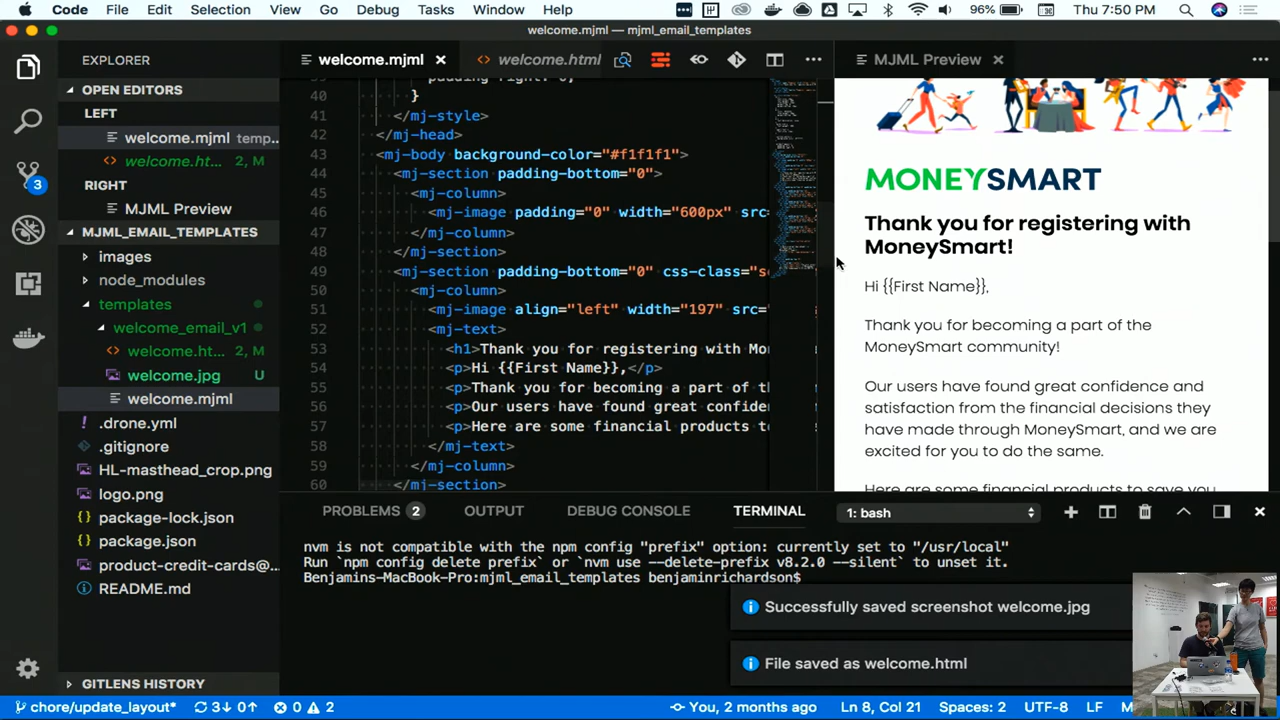 Code File Edit Selection View Go Debug Tasks Window Help 96% Thu 7:50 PM
welcome.mjml — mjml_email_templates
EXPLORER
OPEN EDITORS
LEFT
welcome.mjml temp...
welcome.ht... 2, M
RIGHT
MJML Preview
MJML_EMAIL_TEMPLATES
images
node_modules
templates
welcome_email_v1
welcome.ht... 2, M
welcome.jpg U
welcome.mjml
.drone.yml
.gitignore
HL-masthead_crop.png
logo.png
package-lock.json
package.json
product-credit-cards@...
README.md
GITLENS HISTORY
3
welcome.mjml
welcome.html
padding-right: 0;
40 }
41 </mj-style>
42 </mj-head>
43 <mj-body background-color="#f1f1f1">
44 <mj-section padding-bottom="0">
45 <mj-column>
46 <mj-image padding="0" width="600px" src
47 </mj-column>
48 </mj-section>
49 <mj-section padding-bottom="0" css-class="s
50 <mj-column>
51 <mj-image align="left" width="197" src="
52 <mj-text>
53 <h1>Thank you for registering with Mo
54 <p>Hi {{First Name}},</p>
55 <p>Thank you for becoming a part of t
56 <p>Our users have found great confide
57 <p>Here are some financial products t
58 </mj-text>
59 </mj-column>
60 </mj-section>
MJML Preview
MONEYSMART
Thank you for registering with
MoneySmart!
Hi {{First Name}},
Thank you for becoming a part of the
MoneySmart community!
Our users have found great confidence and
satisfaction from the financial decisions they
have made through MoneySmart, and we are
excited for you to do the same.
Here are some financial products to save you
PROBLEMS 2 OUTPUT DEBUG CONSOLE TERMINAL 1: bash
nvm is not compatible with the npm config "prefix" option: currently set to "/usr/local"
Run `npm config delete prefix` or `nvm use --delete-prefix v8.2.0 --silent` to unset it.
Benjamins-MacBook-Pro:mjml_email_templates benjaminrichardson$
Successfully saved screenshot welcome.jpg
File saved as welcome.html
chore/update_layout* 3↓ 0↑ 0 2 You, 2 months ago Ln 8, Col 21 Spaces: 2 UTF-8 LF M